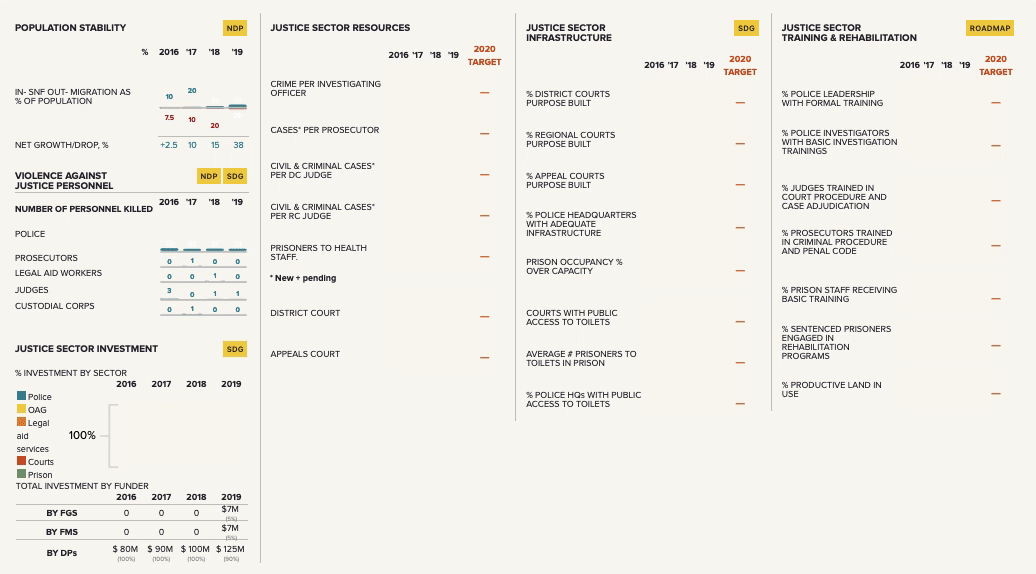 POPULATION STABILITY
NDP
% 2016 '17 '18 '19
IN- SNF OUT- MIGRATION AS
% OF POPULATION
10 20
7.5 10 20
NET GROWTH/DROP, % +2.5 10 15 38
VIOLENCE AGAINST
JUSTICE PERSONNEL
NDP SDG
NUMBER OF PERSONNEL KILLED 2016 '17 '18 '19
POLICE
PROSECUTORS 0 1 0 0
LEGAL AID WORKERS 0 0 1 0
JUDGES 3 0 1 1
CUSTODIAL CORPS 0 1 0 0
JUSTICE SECTOR INVESTMENT
SDG
% INVESTMENT BY SECTOR
2016 2017 2018 2019
Police
OAG
Legal
aid
services
Courts
Prison
100%
TOTAL INVESTMENT BY FUNDER
2016 2017 2018 2019
BY FGS 0 0 0 $7M
(5%)
BY FMS 0 0 0 $7M
(5%)
BY DPs $ 80M $ 90M $ 100M $ 125M
(100%) (100%) (100%) (90%)
JUSTICE SECTOR RESOURCES
2016 '17 '18 '19 2020
TARGET
CRIME PER INVESTIGATING
OFFICER —
CASES* PER PROSECUTOR —
CIVIL & CRIMINAL CASES*
PER DC JUDGE —
CIVIL & CRIMINAL CASES*
PER RC JUDGE —
PRISONERS TO HEALTH
STAFF. —
* New + pending
DISTRICT COURT —
APPEALS COURT —
JUSTICE SECTOR
INFRASTRUCTURE
SDG
2016 '17 '18 '19 2020
TARGET
% DISTRICT COURTS
PURPOSE BUILT —
% REGIONAL COURTS
PURPOSE BUILT —
% APPEAL COURTS
PURPOSE BUILT —
% POLICE HEADQUARTERS
WITH ADEQUATE
INFRASTRUCTURE —
PRISON OCCUPANCY %
OVER CAPACITY —
COURTS WITH PUBLIC
ACCESS TO TOILETS —
AVERAGE # PRISONERS TO
TOILETS IN PRISON —
% POLICE HQs WITH PUBLIC
ACCESS TO TOILETS —
JUSTICE SECTOR
TRAINING & REHABILITATION
ROADMAP
2016 '17 '18 '19 2020
TARGET
% POLICE LEADERSHIP
WITH FORMAL TRAINING —
% POLICE INVESTIGATORS
WITH BASIC INVESTIGATION
TRAININGS —
% JUDGES TRAINED IN
COURT PROCEDURE AND
CASE ADJUDICATION —
% PROSECUTORS TRAINED
IN CRIMINAL PROCEDURE
AND PENAL CODE —
% PRISON STAFF RECEIVING
BASIC TRAINING —
% SENTENCED PRISONERS
ENGAGED IN
REHABILITATION
PROGRAMS —
% PRODUCTIVE LAND IN
USE —